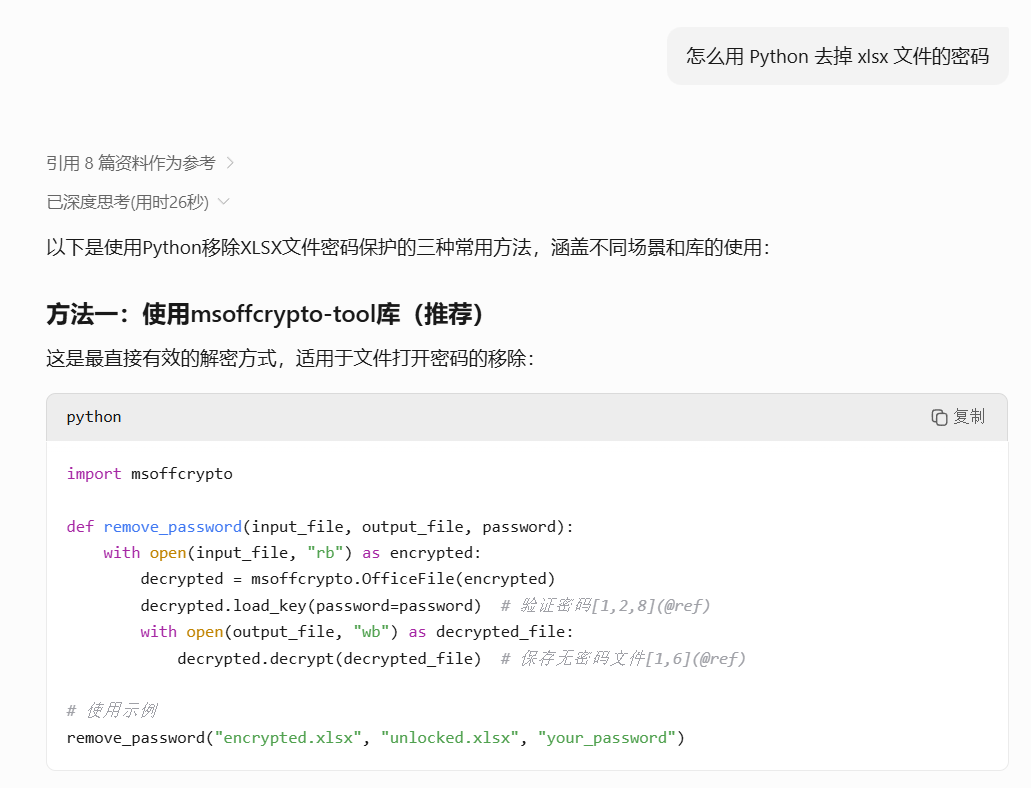 怎么用 Python 去掉 xlsx 文件的密码
引用 8 篇资料作为参考
已深度思考(用时26秒)
以下是使用Python移除XLSX文件密码保护的三种常用方法，涵盖不同场景和库的使用：
方法一：使用msoffcrypto-tool库（推荐）
这是最直接有效的解密方式，适用于文件打开密码的移除：
python
复制
import msoffcrypto
def remove_password(input_file, output_file, password):
    with open(input_file, "rb") as encrypted:
        decrypted = msoffcrypto.OfficeFile(encrypted)
        decrypted.load_key(password=password)  # 验证密码[1,2,8](@ref)
        with open(output_file, "wb") as decrypted_file:
            decrypted.decrypt(decrypted_file)  # 保存无密码文件[1,6](@ref)
# 使用示例
remove_password("encrypted.xlsx", "unlocked.xlsx", "your_password")